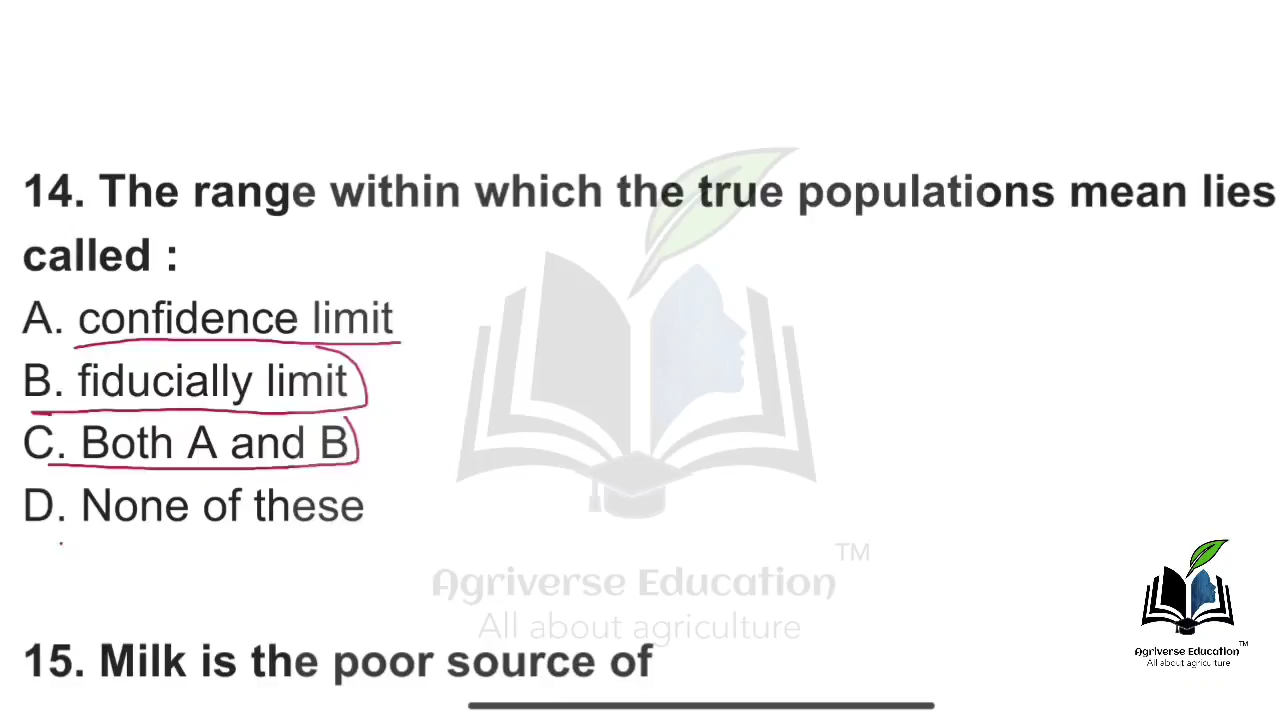 14. The range within which the true populations mean lies
called :
A. confidence limit
B. fiducially limit
C. Both A and B
D. None of these
TM
Agriverse Education
All about agriculture
15. Milk is the poor source of
Agriverse Education TM
All about agriculture